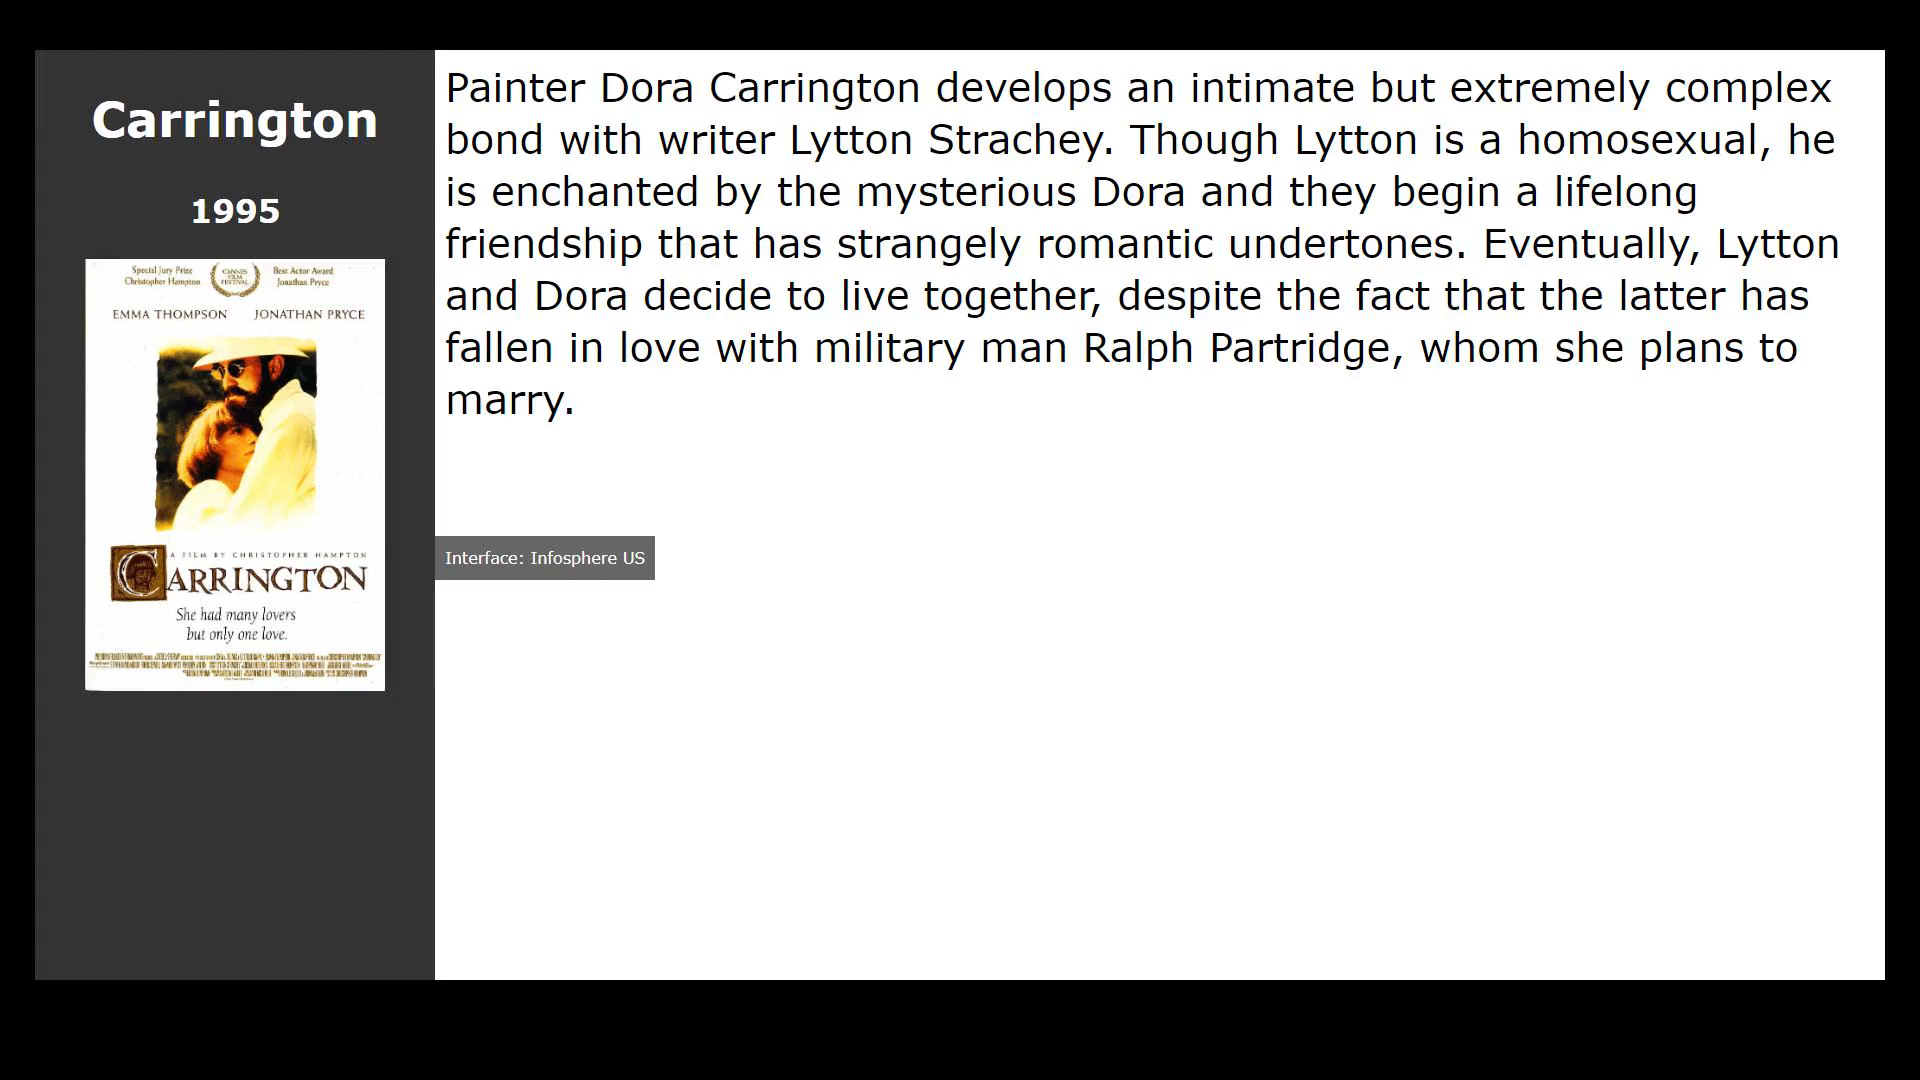 Carrington
1995
Special Jury Prize
Christopher Hampton
CANNES
FILM
FESTIVAL
Best Actor Award
Jonathan Pryce
EMMA THOMPSON
JONATHAN PRYCE
A FILM BY CHRISTOPHER HAMPTON
CARRINGTON
She had many lovers
but only one love.
Painter Dora Carrington develops an intimate but extremely complex
bond with writer Lytton Strachey. Though Lytton is a homosexual, he
is enchanted by the mysterious Dora and they begin a lifelong
friendship that has strangely romantic undertones. Eventually, Lytton
and Dora decide to live together, despite the fact that the latter has
fallen in love with military man Ralph Partridge, whom she plans to
marry.
Interface: Infosphere US